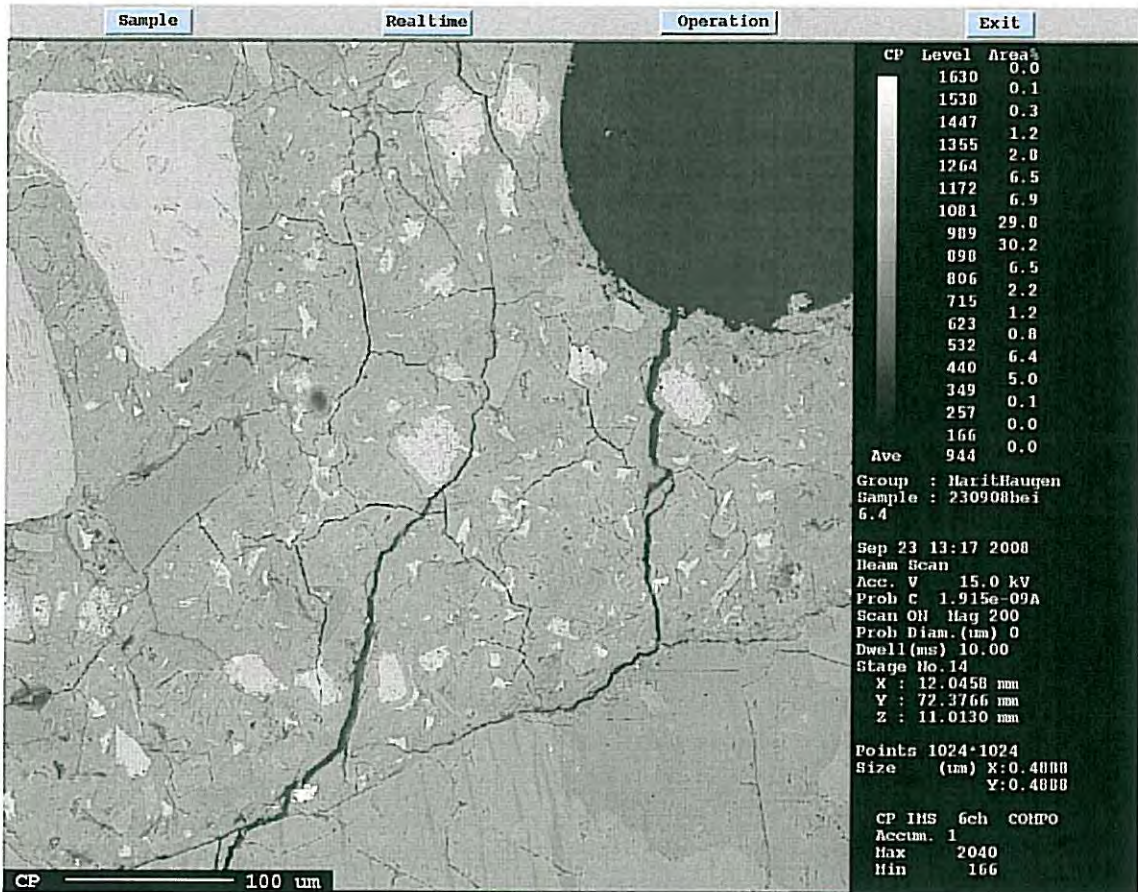 Sample Realtime Operation Exit
CP Level Area%
0.0
1630
0.1
1538
0.3
1447
1.2
1355
2.8
1264
6.5
1172
6.9
1081
29.8
989
30.2
898
6.5
806
2.2
715
1.2
623
0.8
532
6.4
440
5.0
349
0.1
257
0.0
166
0.0
Ave 944
Group : MaritHaugen
Sample : 230908bei
6.4
Sep 23 13:17 2008
Beam Scan
Acc. V 15.0 kV
Prob C 1.915e-09A
Scan ON Mag 200
Prob Diam.(um) 0
Dwell(ms) 10.00
Stage No.14
X : 12.0458 mm
Y : 72.3766 mm
Z : 11.0130 mm
Points 1024*1024
Size (um) X:0.4888
Y:0.4888
CP IMS 6ch COMPO
Accum. 1
Max 2040
Min 166
CP 100 um